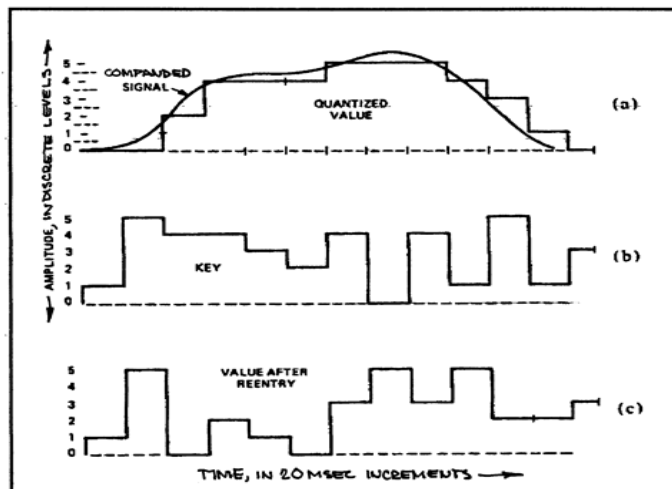 AMPLITUDE, IN DISCRETE LEVELS
5
4
3
2
1
0
COMPANDED
SIGNAL
QUANTIZED
VALUE
(a)
5
4
3
2
1
0
KEY
(b)
5
4
3
2
1
0
VALUE AFTER
REENTRY
(c)
TIME, IN 20 MSEC INCREMENTS